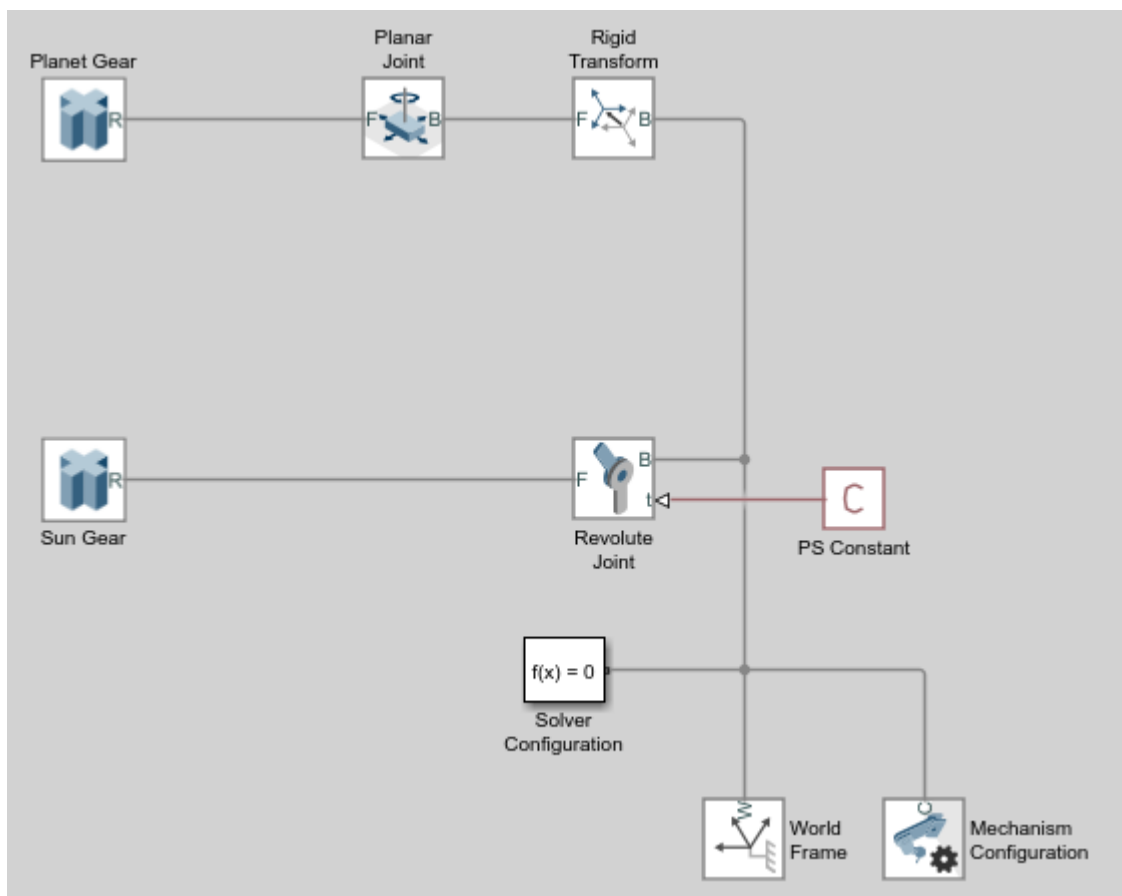 Planet Gear
Planar
Joint
Rigid
Transform
R
F
B
F
B
R
F
B
t
C
Sun Gear
Revolute
Joint
PS Constant
f(x) = 0
Solver
Configuration
W
World
Frame
C
Mechanism
Configuration